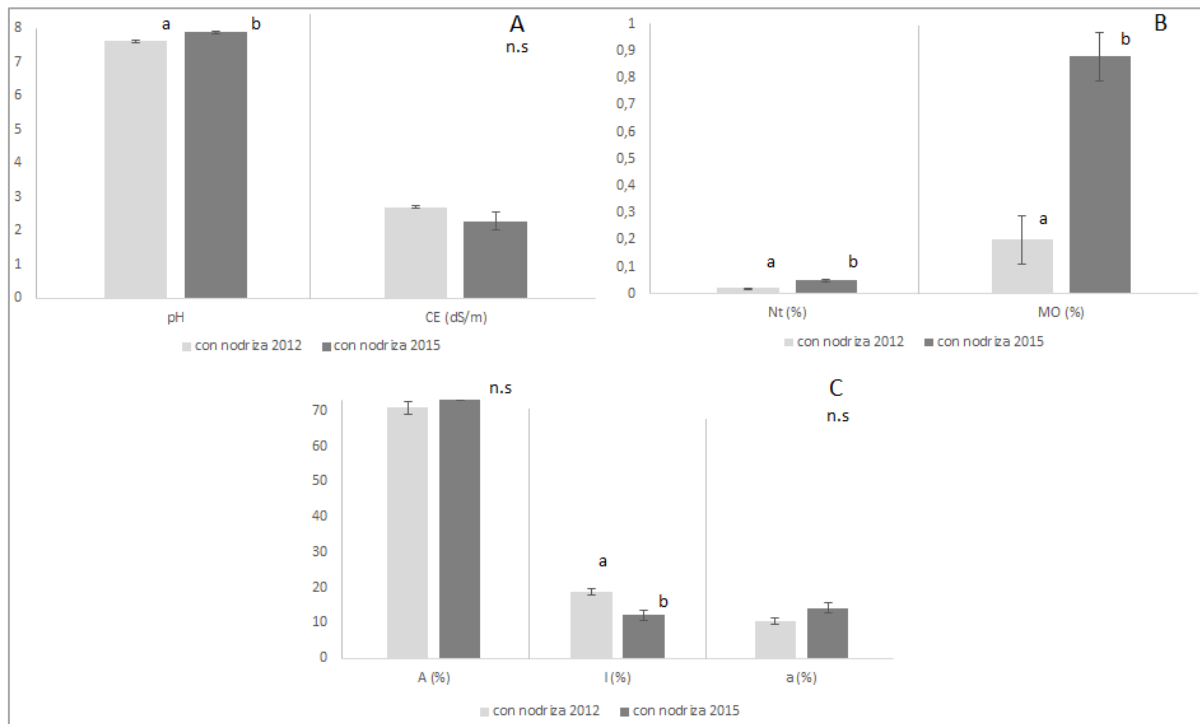 A
n.s
a
b
8
7
6
5
4
3
2
1
0
pH
CE (dS/m)
con nodriza 2012
con nodriza 2015
B
1
0,9
0,8
0,7
0,6
0,5
0,4
0,3
0,2
0,1
0
a
b
a
b
Nt (%)
MO (%)
con nodriza 2012
con nodriza 2015
C
n.s
n.s
70
60
50
40
30
20
10
0
a
b
A (%)
l (%)
a (%)
con nodriza 2012
con nodriza 2015